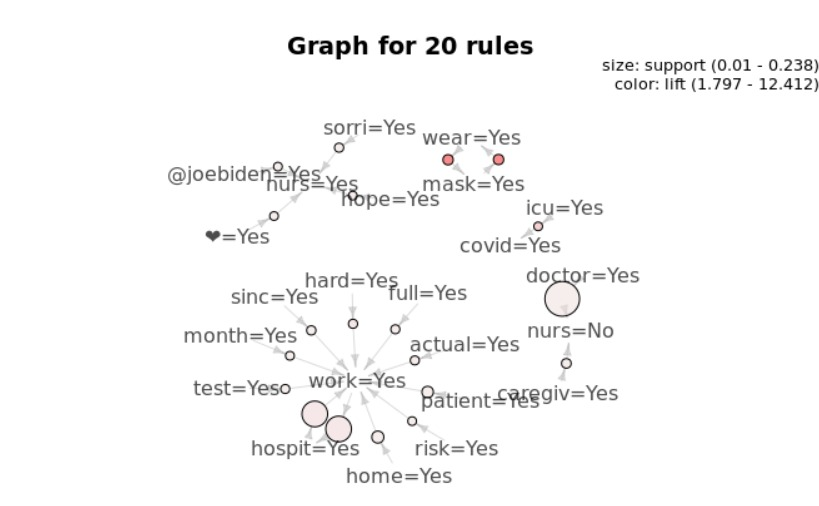 Graph for 20 rules
size: support (0.01 - 0.238)
color: lift (1.797 - 12.412)
sorri=Yes
wear=Yes
@joebiden=Yes
nurs=Yes
mask=Yes
hope=Yes
icu=Yes
❤=Yes
covid=Yes
doctor=Yes
hard=Yes
sinc=Yes
full=Yes
month=Yes
nurs=No
actual=Yes
work=Yes
test=Yes
caregiv=Yes
patient=Yes
hospit=Yes
risk=Yes
home=Yes